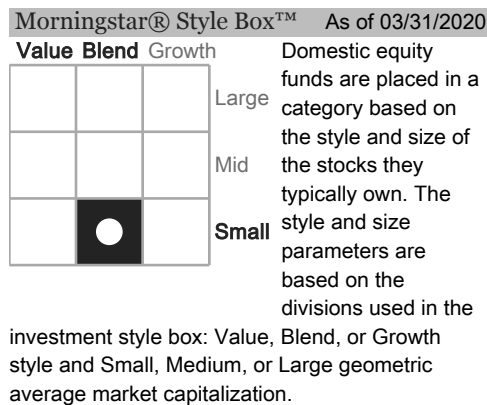 Morningstar® Style Box™ As of 03/31/2020
Value Blend Growth
Large
Mid
Small
Domestic equity
funds are placed in a
category based on
the style and size of
the stocks they
typically own. The
style and size
parameters are
based on the
divisions used in the
investment style box: Value, Blend, or Growth
style and Small, Medium, or Large geometric
average market capitalization.